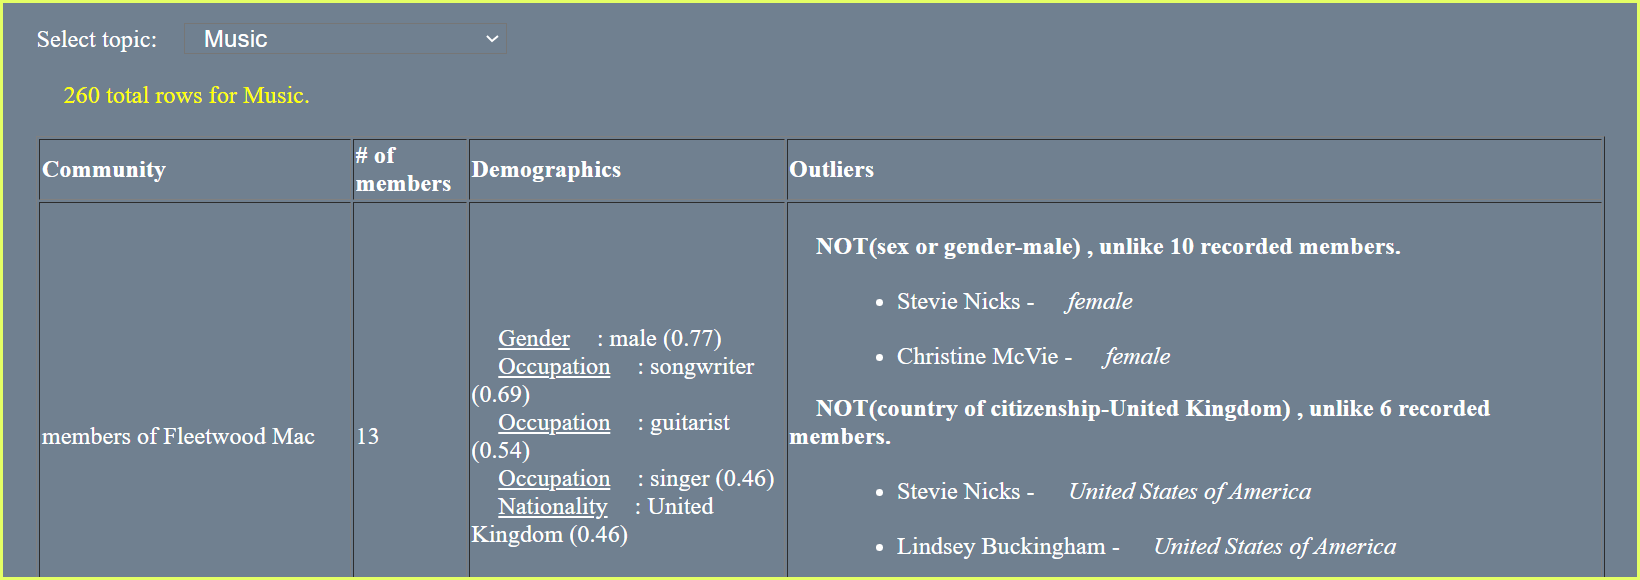 Select topic: Music
260 total rows for Music.
Community
# of
members
Demographics
Outliers
members of Fleetwood Mac
13
Gender : male (0.77)
Occupation : songwriter
(0.69)
Occupation : guitarist
(0.54)
Occupation : singer (0.46)
Nationality : United
Kingdom (0.46)
NOT(sex or gender-male) , unlike 10 recorded members.
• Stevie Nicks - female
• Christine McVie - female
NOT(country of citizenship-United Kingdom) , unlike 6 recorded
members.
• Stevie Nicks - United States of America
• Lindsey Buckingham - United States of America